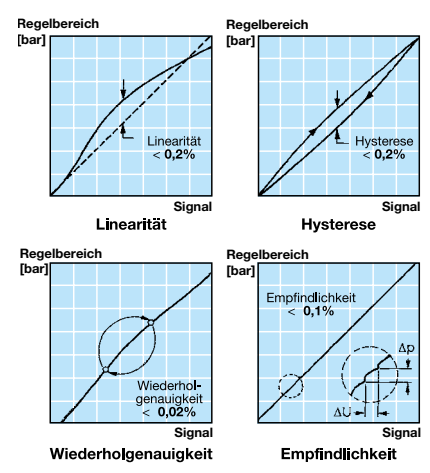 Regelbereich
[bar]
Linearität
< 0,2%
Signal
Linearität
Regelbereich
[bar]
Hysterese
< 0,2%
Signal
Hysterese
Regelbereich
[bar]
Wiederhol-
genauigkeit
< 0,02%
Signal
Wiederholgenauigkeit
Regelbereich
[bar]
Empfindlichkeit
< 0,1%
Δp
ΔU
Signal
Empfindlichkeit